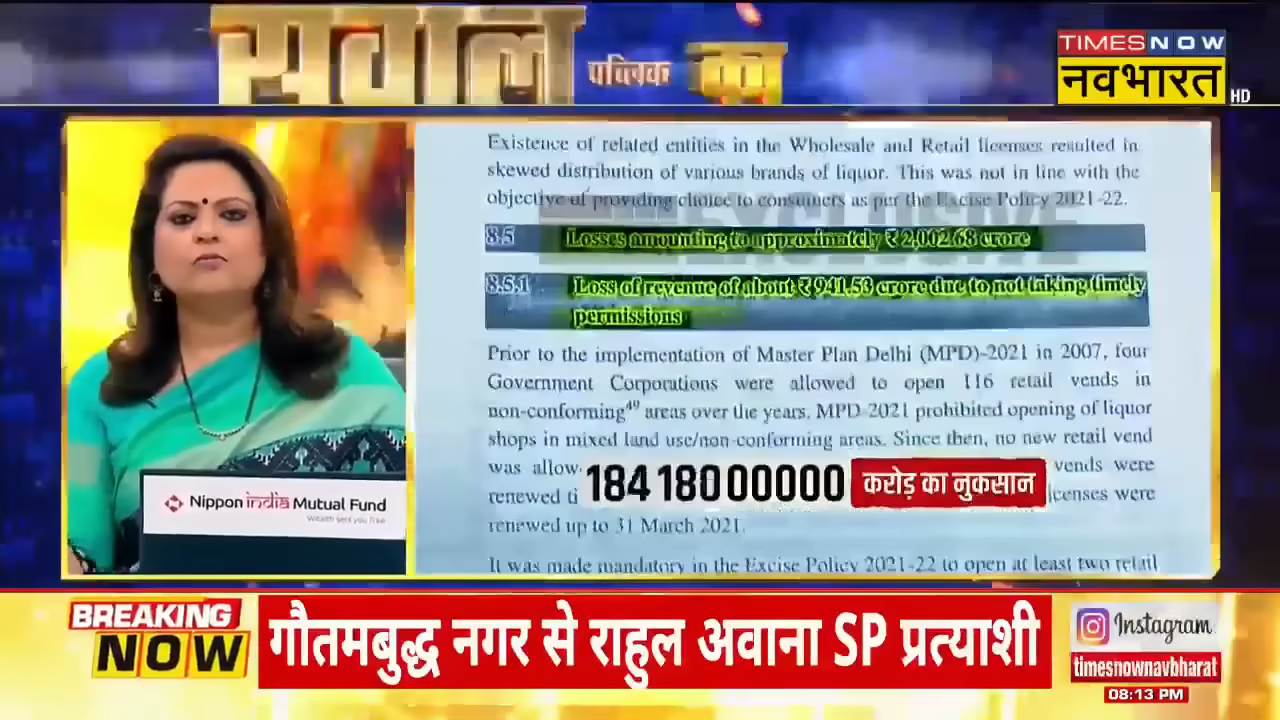 सवाल पब्लिक का
TIMES NOW
नवभारत
HD
Existence of related entities in the Wholesale and Retail licenses resulted in
skewed distribution of various brands of liquor. This was not in line with the
objective of providing choice to consumers as per the Excise Policy 2021-22.
EXCLUSIVE
8.5 Losses amounting to approximately ₹ 2,002.68 crore
8.5.1 Loss of revenue of about ₹ 941.53 crore due to not taking timely
permissions
Prior to the implementation of Master Plan Delhi (MPD)-2021 in 2007, four
Government Corporations were allowed to open 116 retail vends in
non-conforming49 areas over the years. MPD-2021 prohibited opening of liquor
shops in mixed land use/non-conforming areas. Since then, no new retail vend
was allow vends were
renewed ti icenses were
renewed up to 31 March 2021.
It was made mandatory in the Excise Policy 2021-22 to open at least two retail
184 180 00000 करोड़ का नुकसान
Nippon india Mutual Fund
Wealth sets you free
BREAKING
NOW
गौतमबुद्ध नगर से राहुल अवाना SP प्रत्याशी
Instagram
timesnownavbharat
08:13 PM